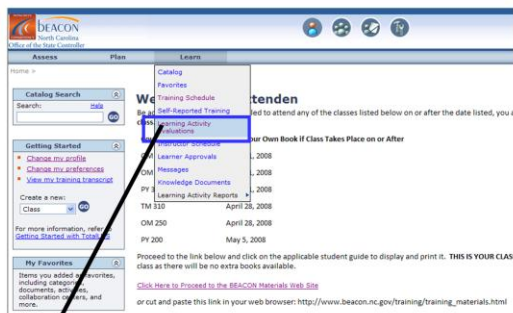 BEACON
North Carolina
Office of the State Controller
Assess Plan Learn
Home >
Catalog Search
Search: Help
GO
Getting Started
Change my profile
Change my preferences
View my training transcript
Create a new:
Class GO
For more information, refer to
Getting Started with
My Favorites
Items you added as favorites,
including categories,
documents, activities,
collaboration centers, and
more.
Catalog
Favorites
Training Schedule
Self-Reported Training
Learning Activity
Evaluations
Instructor Schedule
Learner Approvals
Messages
Knowledge Documents
Learning Activity Reports
We tenden
Be led to attend any of the classes listed below on or after the date listed, you
class
our Own Book if Class Takes Place on or After
OM 1, 2008
OM , 2008
PY 3 , 2008
TM 310 April 28, 2008
OM 250 April 28, 2008
PY 200 May 5, 2008
Proceed to the link below and click on the applicable student guide to display and print it. THIS IS YOUR CLAS
class as there will be no extra books available.
Click Here to Proceed to the BEACON Materials Web Site
or cut and paste this link in your web browser: http://www.beacon.nc.gov/training/training_materials.html